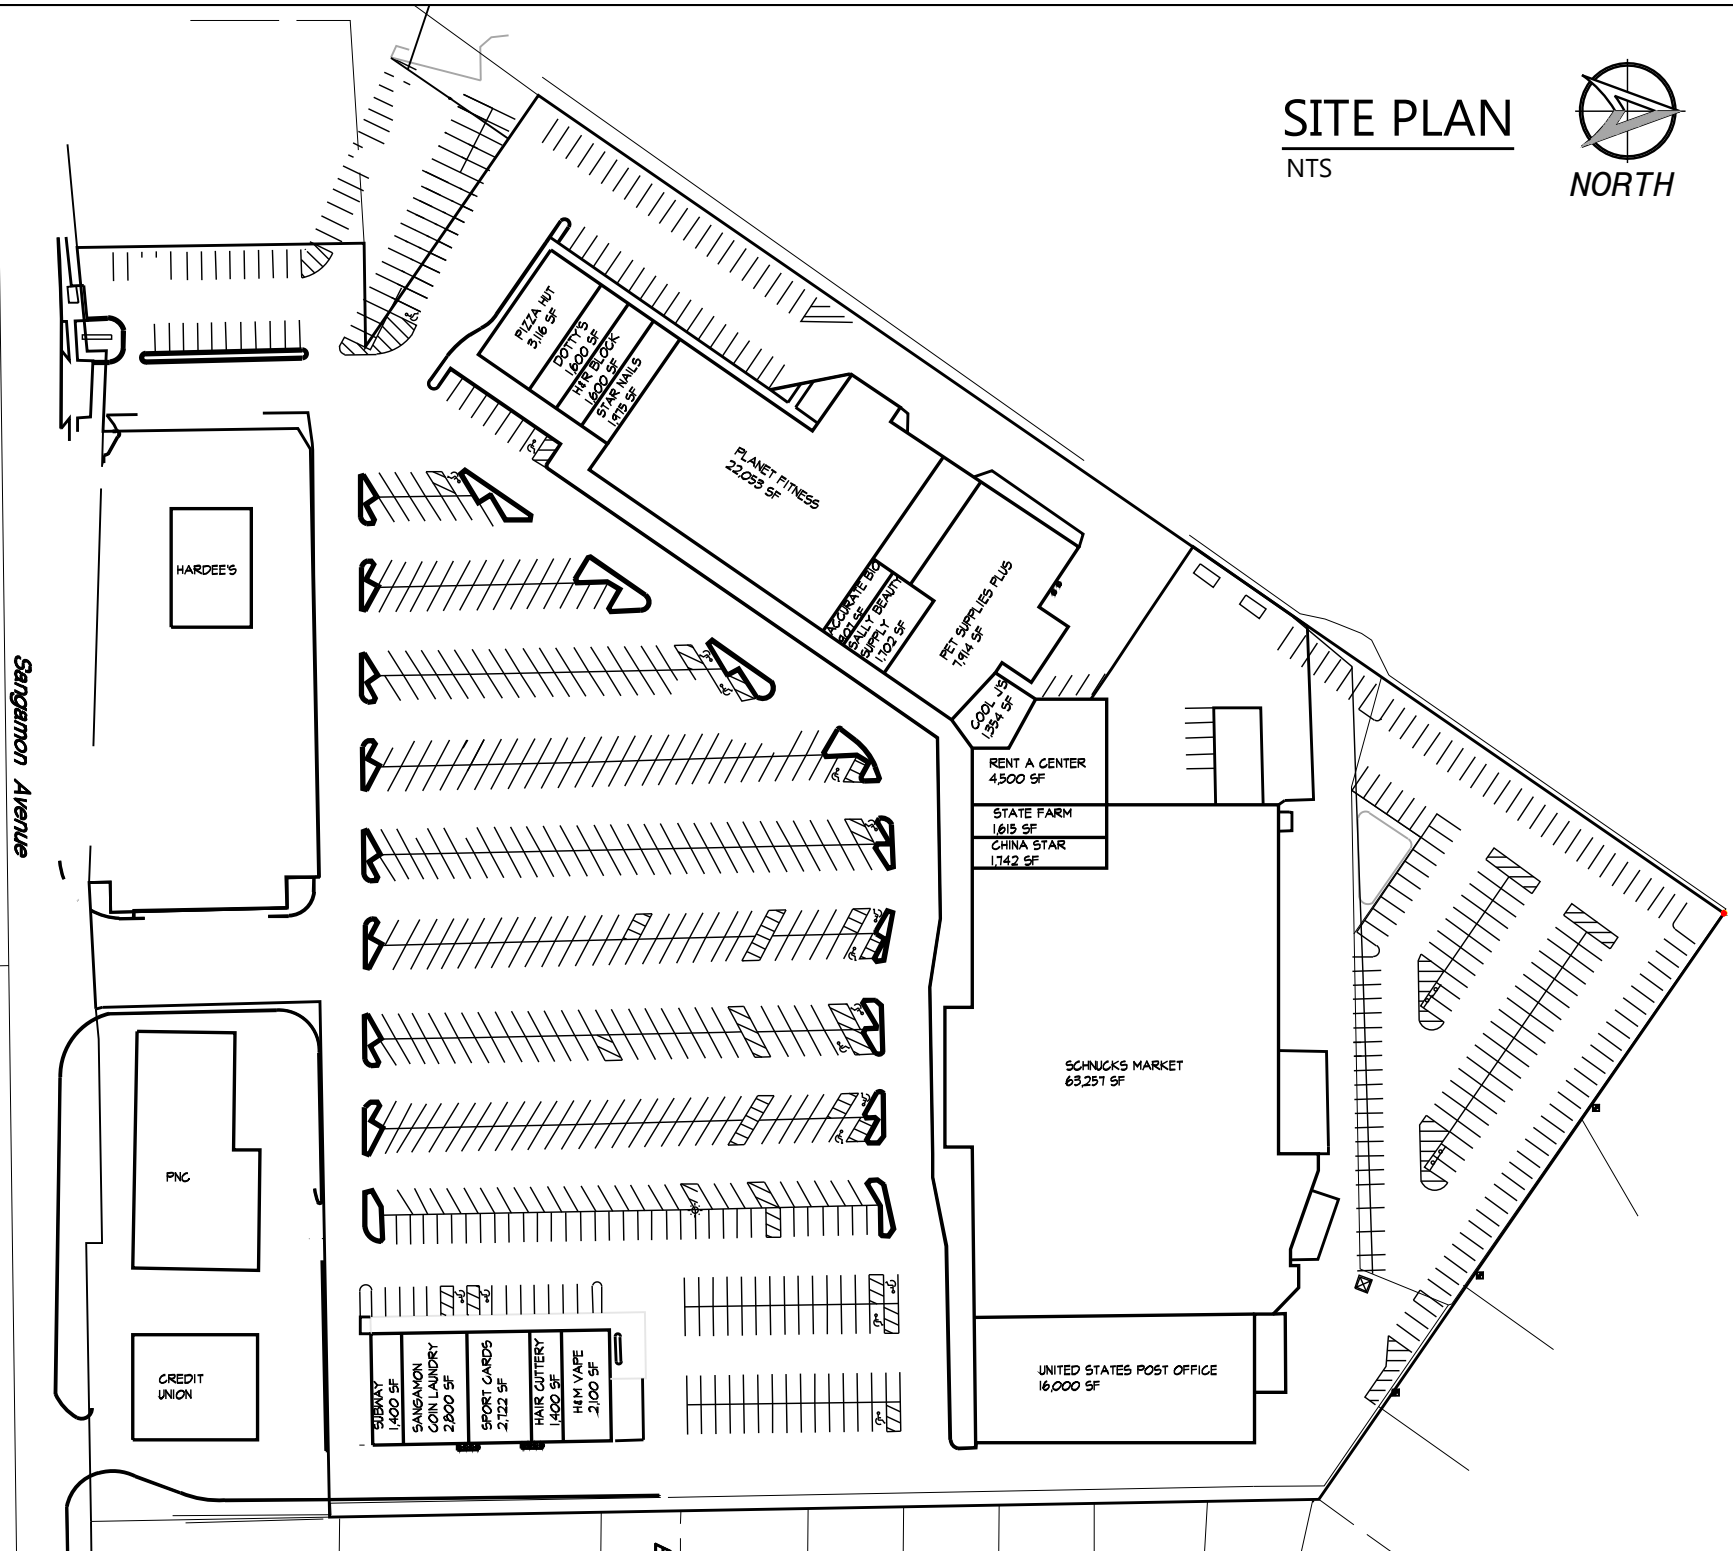 SITE PLAN
NTS
NORTH
PIZZA HUT
3,116 SF
DOTTY'S
1,600 SF
H&R BLOCK
1,600 SF
STAR NAILS
1,975 SF
PLANET FITNESS
22,053 SF
HARDEE'S
ACCURATE BIO
807 SF
SALLY BEAUTY
SUPPLY
1,702 SF
PET SUPPLIES PLUS
7,914 SF
COOL J'S
1,354 SF
RENT A CENTER
4,500 SF
STATE FARM
1,615 SF
CHINA STAR
1,742 SF
Sangamon Avenue
SCHNUCKS MARKET
63,257 SF
PNC
CREDIT
UNION
SUBWAY
1,400 SF
SANGAMON
COIN LAUNDRY
2,800 SF
SPORT CARDS
2,722 SF
HAIR CUTTERY
1,400 SF
H&M VAPE
2,100 SF
UNITED STATES POST OFFICE
16,000 SF